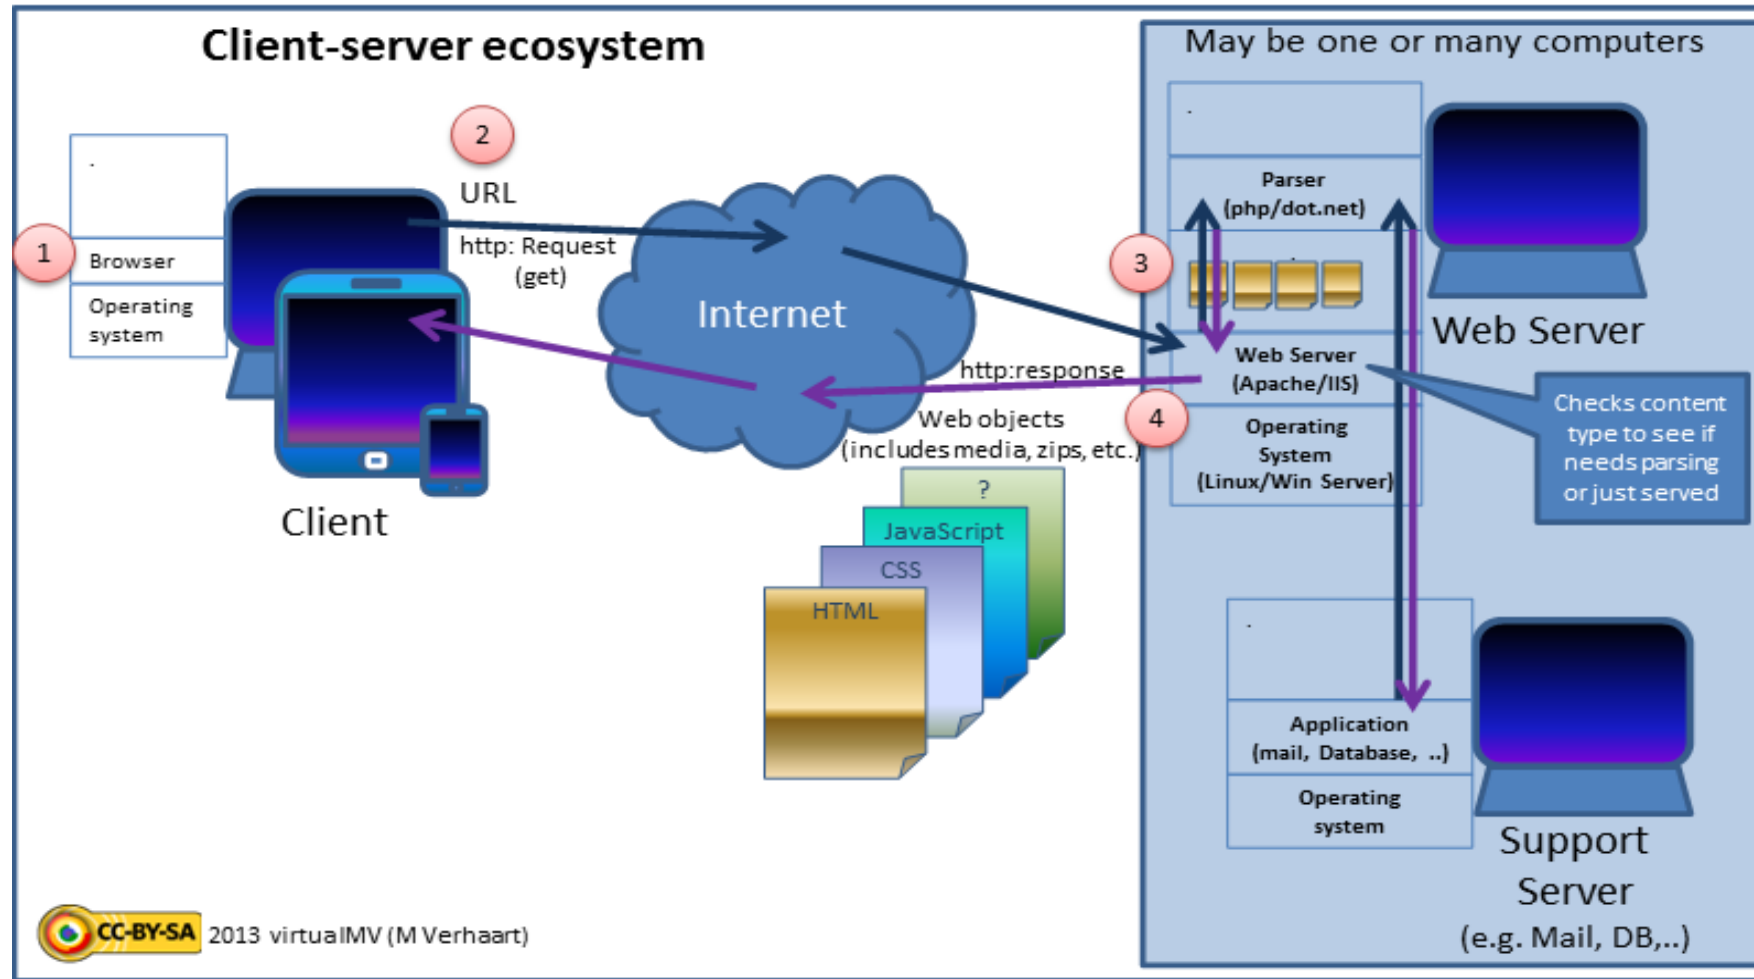 Client-server ecosystem
May be one or many computers
.
2
URL
http: Request
(get)
1
Browser
Operating
system
Client
Internet
http:response
4
Web objects
(includes media, zips, etc.)
?
JavaScript
CSS
HTML
.
Parser
(php/dot.net)
3
.
Web Server
(Apache/IIS)
Operating
System
(Linux/Win Server)
Web Server
Checks content
type to see if
needs parsing
or just served
.
Application
(mail, Database, ..)
Operating
system
Support
Server
(e.g. Mail, DB,..)
CC-BY-SA
2013 virtualMV (M Verhaart)